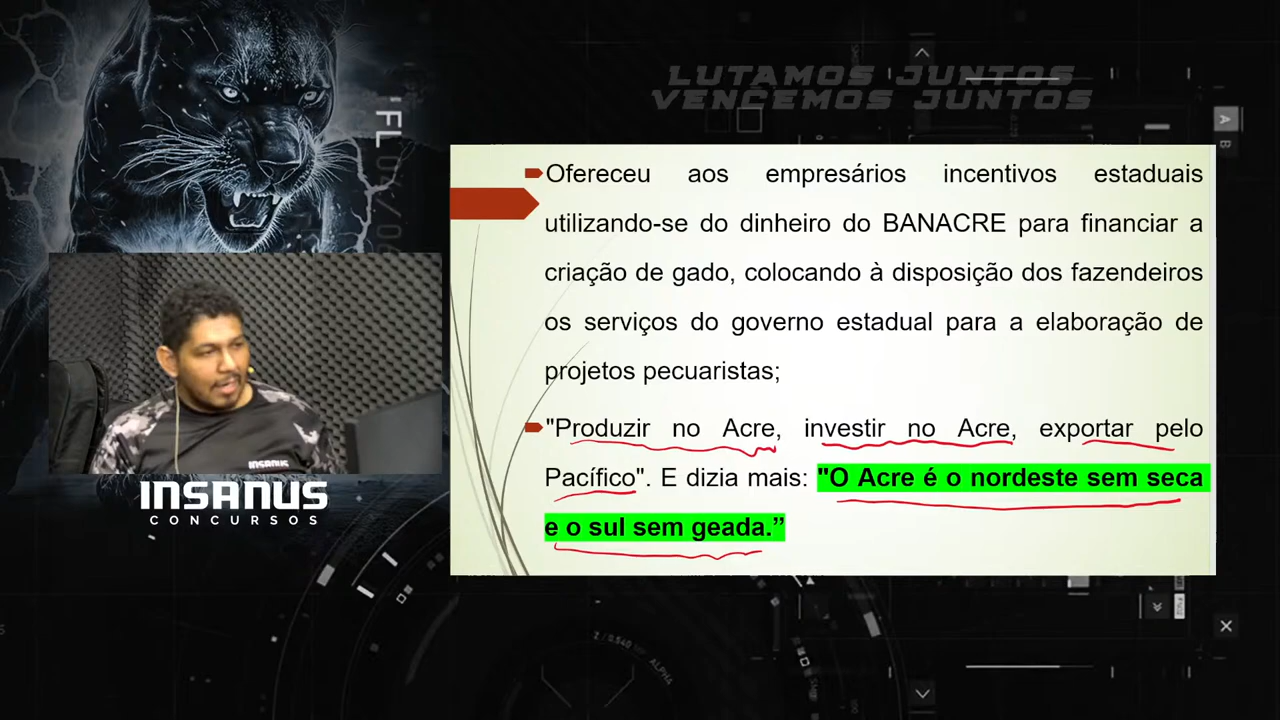 LUTAMOS JUNTOS
VENCEMOS JUNTOS
A
B
Ofereceu aos empresários incentivos estaduais
utilizando-se do dinheiro do BANACRE para financiar a
criação de gado, colocando à disposição dos fazendeiros
os serviços do governo estadual para a elaboração de
projetos pecuaristas;
"Produzir no Acre, investir no Acre, exportar pelo
Pacífico". E dizia mais: "O Acre é o nordeste sem seca
e o sul sem geada.”
INSANUS
INSANUS
CONCURSOS